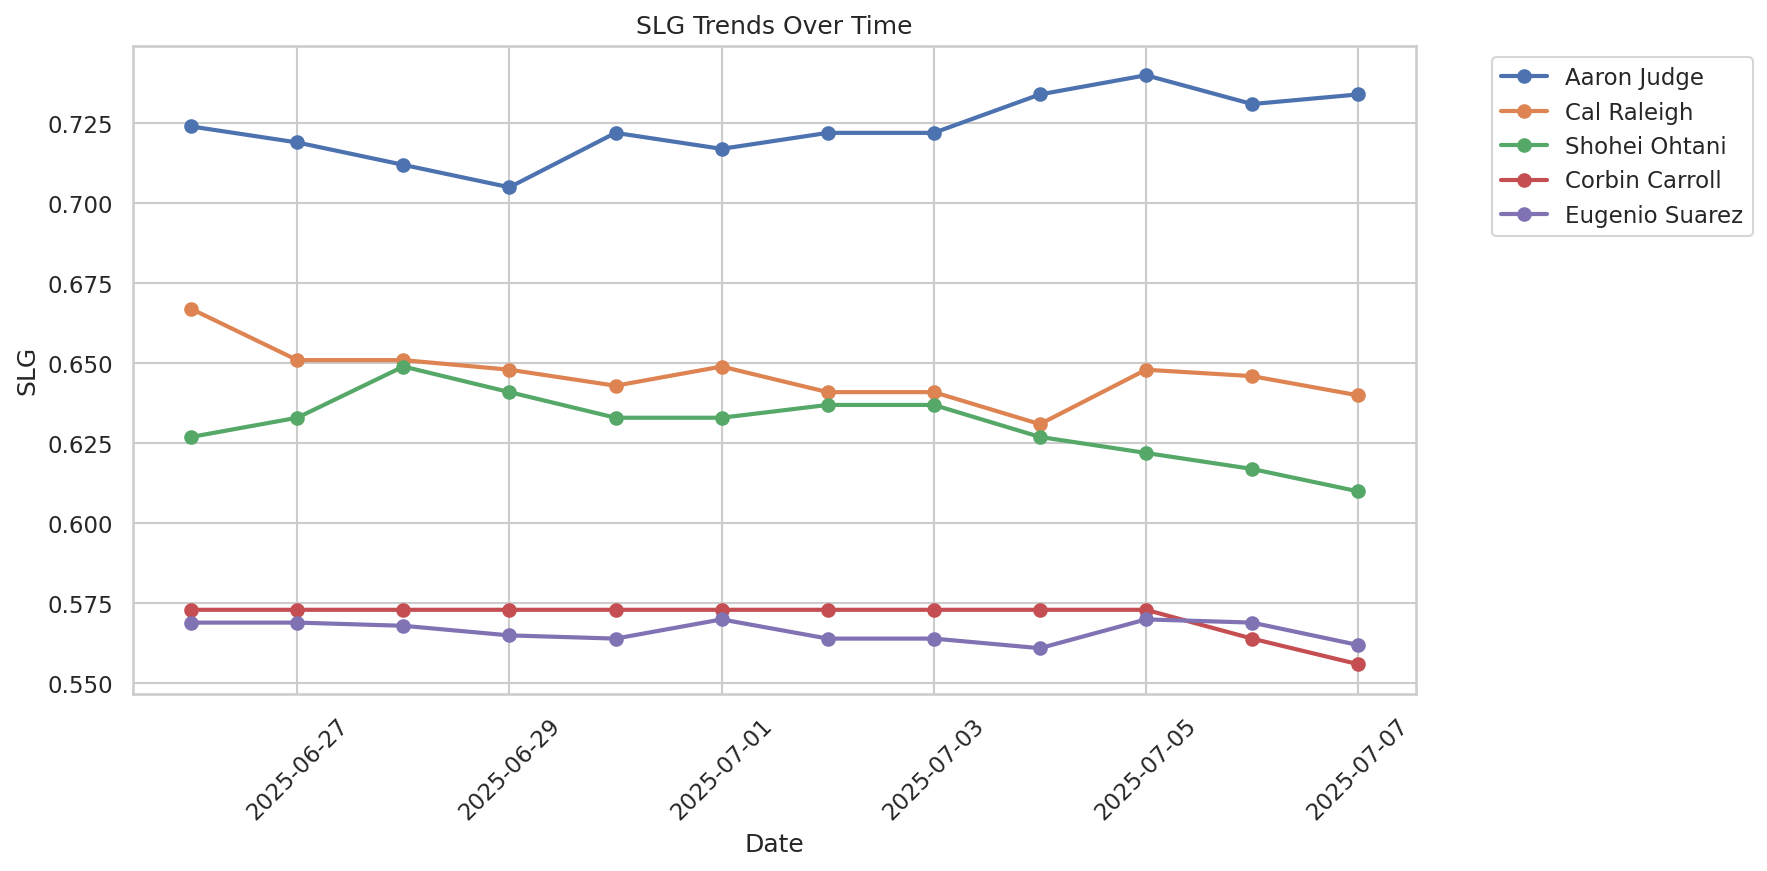 SLG Trends Over Time
Aaron Judge
Cal Raleigh
Shohei Ohtani
Corbin Carroll
Eugenio Suarez
SLG
0.725
0.700
0.675
0.650
0.625
0.600
0.575
0.550
2025-06-27
2025-06-29
2025-07-01
2025-07-03
2025-07-05
2025-07-07
Date